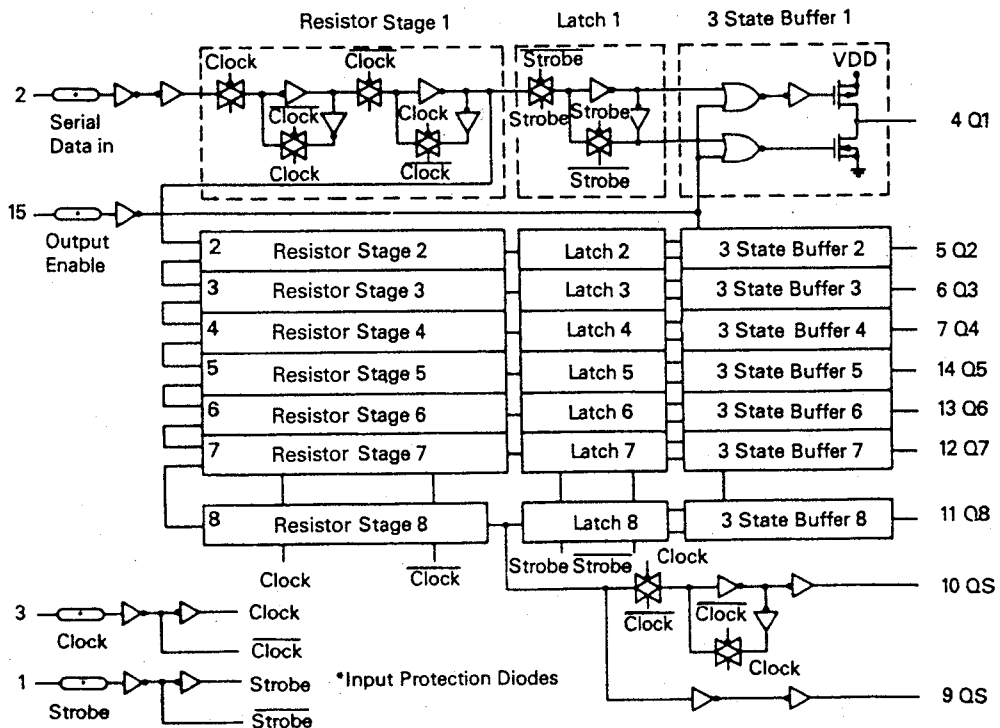 Resistor Stage 1
Latch 1
3 State Buffer 1
Clock
Clock
Strobe
VDD
2
Serial
Data in
Clock
Clock
Clock
Clock
Strobe
Strobe
Strobe
Strobe
4 Q1
15
Output
Enable
2 Resistor Stage 2 Latch 2 3 State Buffer 2 5 Q2
3 Resistor Stage 3 Latch 3 3 State Buffer 3 6 Q3
4 Resistor Stage 4 Latch 4 3 State Buffer 4 7 Q4
5 Resistor Stage 5 Latch 5 3 State Buffer 5 14 Q5
6 Resistor Stage 6 Latch 6 3 State Buffer 6 13 Q6
7 Resistor Stage 7 Latch 7 3 State Buffer 7 12 Q7
8 Resistor Stage 8 Latch 8 3 State Buffer 8 11 Q8
Clock
Clock
Strobe Strobe
Clock
Clock
Clock
Clock
10 QS
3
Clock
Clock
Clock
1
Strobe
Strobe
Strobe
*Input Protection Diodes
9 QS